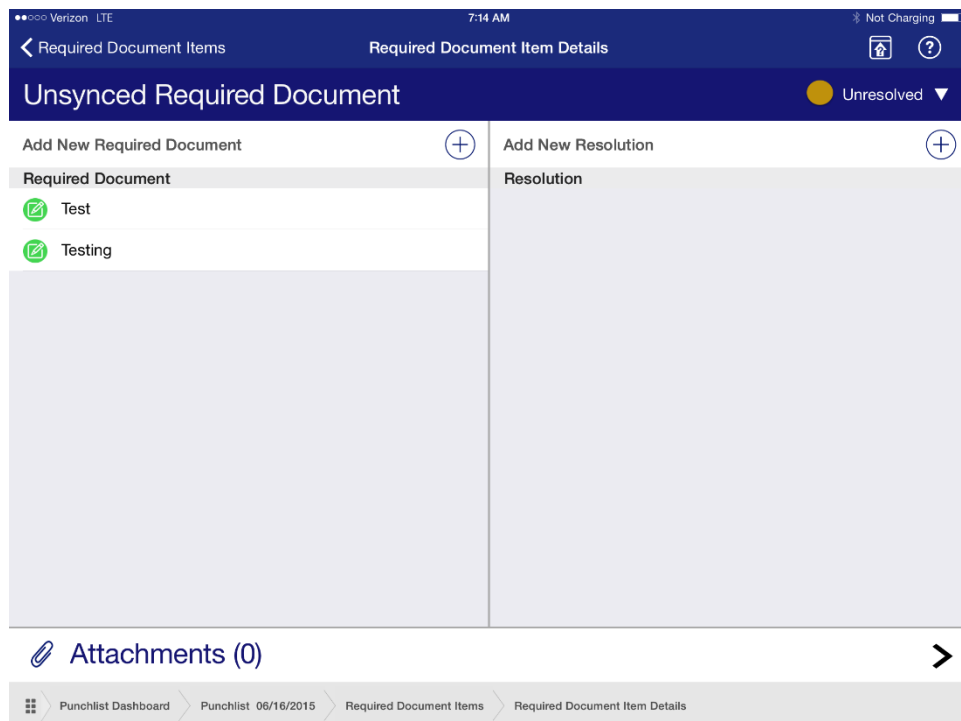 Verizon LTE 7:14 AM Not Charging
Required Document Items Required Document Item Details ?
Unsynced Required Document Unresolved
Add New Required Document Add New Resolution
Required Document Resolution
Test
Testing
Attachments (0)
Punchlist Dashboard Punchlist 06/16/2015 Required Document Items Required Document Item Details